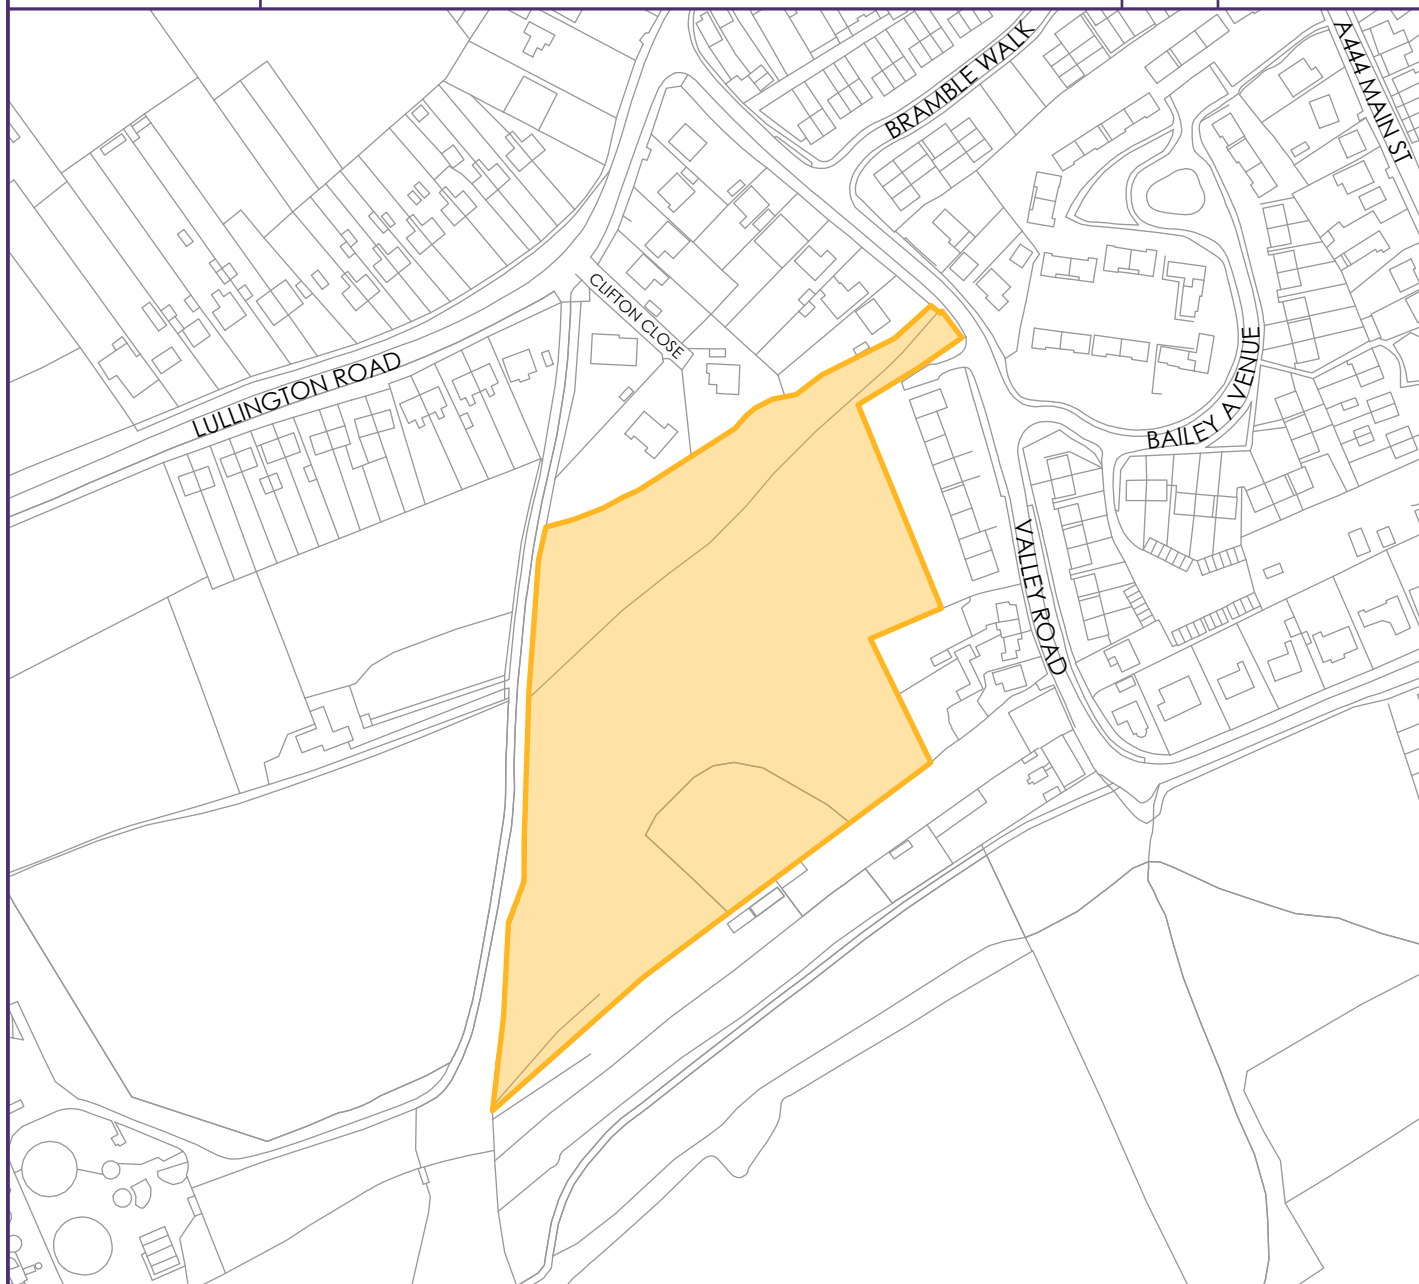 A444 MAIN ST
BRAMBLE WALK
CLIFTON CLOSE
LULLINGTON ROAD
BAILEY AVENUE
VALLEY ROAD